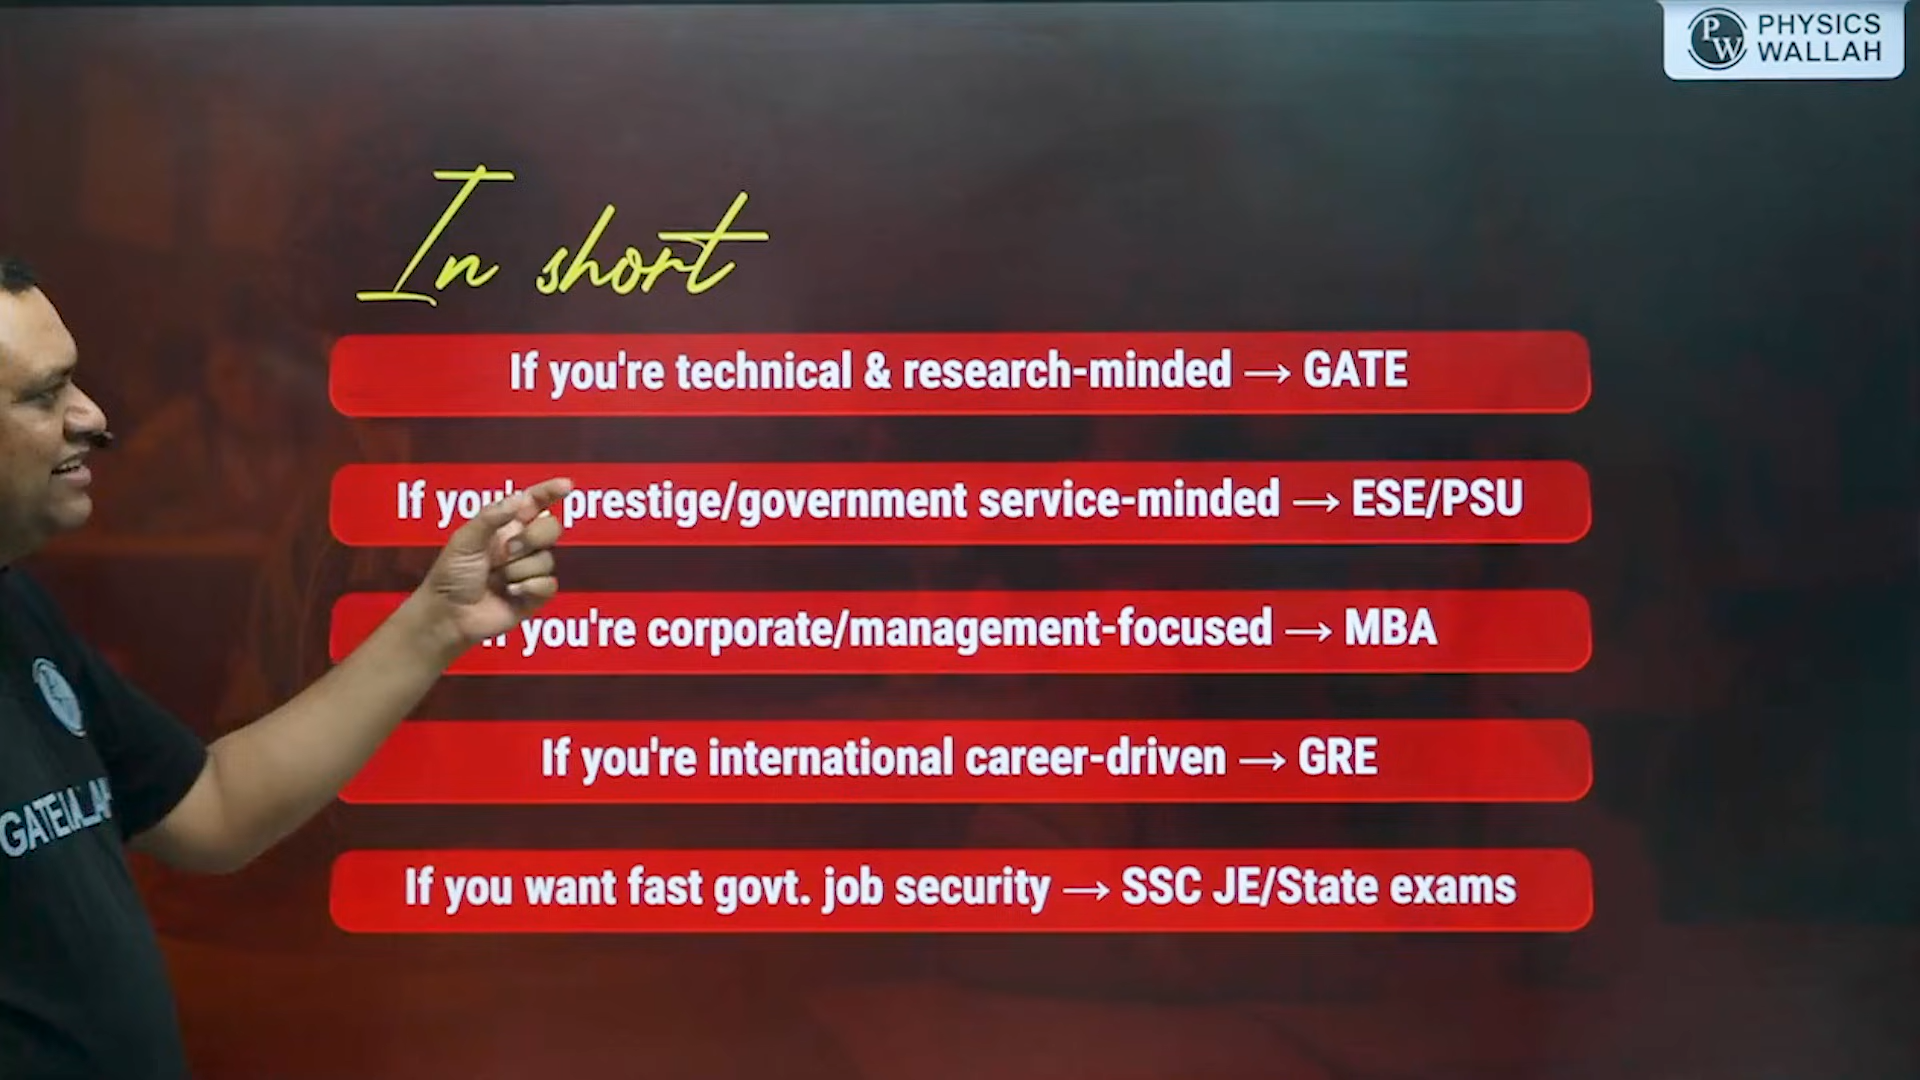 PHYSICS
WALLAH
In short
If you're technical & research-minded → GATE
If prestige/government service-minded → ESE/PSU
you're corporate/management-focused → MBA
If you're international career-driven → GRE
If you want fast govt. job security → SSC JE/State exams